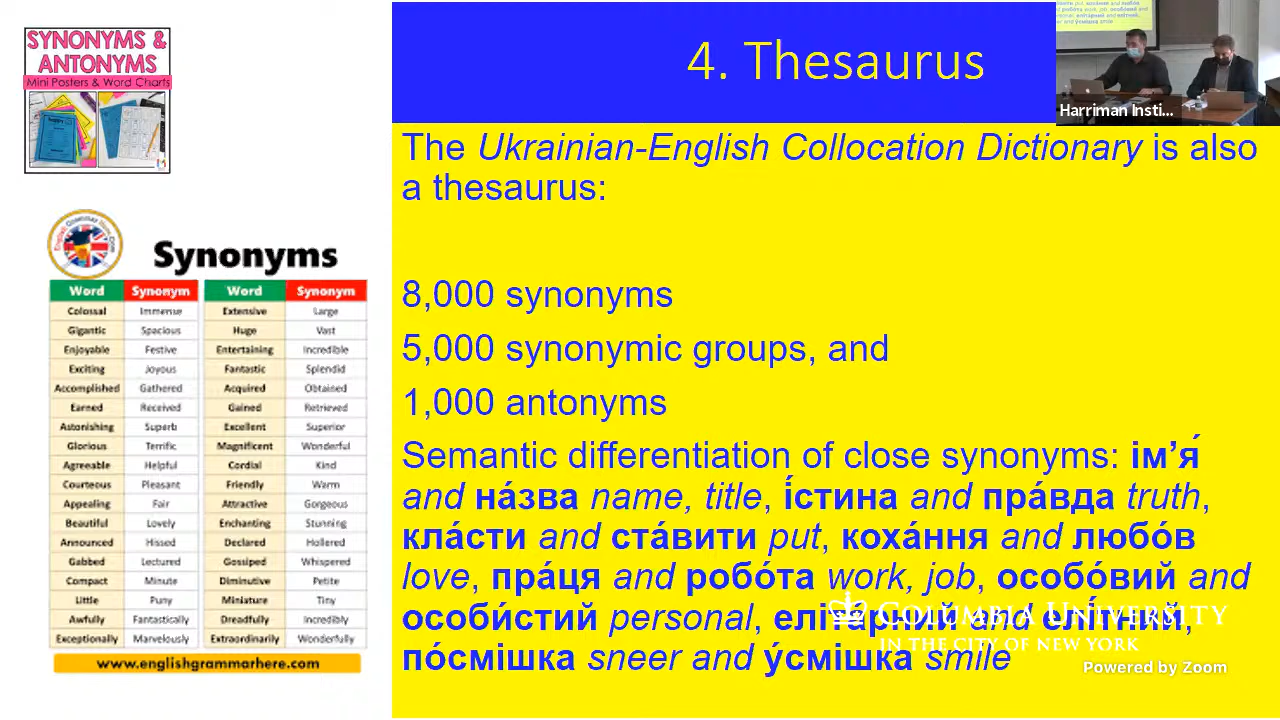 SYNONYMS &
ANTONYMS
Mini Posters & Word Charts
Synonyms
Word Synonym Word Synonym
Colossal Immense Extensive Large
Gigantic Spacious Huge Vast
Enjoyable Festive Entertaining Incredible
Exciting Joyous Fantastic Splendid
Accomplished Gathered Acquired Obtained
Earned Received Gained Retrieved
Astonishing Superb Excellent Superior
Glorious Terrific Magnificent Wonderful
Agreeable Helpful Cordial Kind
Courteous Pleasant Friendly Warm
Appealing Fair Attractive Gorgeous
Beautiful Lovely Enchanting Stunning
Announced Hissed Declared Hollered
Gabbed Lectured Gossiped Whispered
Compact Minute Diminutive Petite
Little Puny Miniature Tiny
Awfully Fantastically Dreadfully Incredibly
Exceptionally Marvelously Extraordinarily Wonderfully
www.englishgrammarhere.com
4. Thesaurus
Harriman Insti...
The Ukrainian-English Collocation Dictionary is also
a thesaurus:
8,000 synonyms
5,000 synonymic groups, and
1,000 antonyms
Semantic differentiation of close synonyms: ім’я́
and на́зва name, title, і́стина and пра́вда truth,
кла́сти and ста́вити put, коха́ння and любо́в
love, пра́ця and робо́та work, job, особо́вий and
особи́стий personal, еліта́рний and елі́тний,
по́смішка sneer and у́смішка smile
COLUMBIA UNIVERSITY
IN THE CITY OF NEW YORK
Powered by Zoom